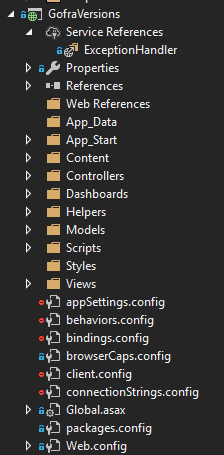 GofraVersions
Service References
ExceptionHandler
Properties
References
Web References
App_Data
App_Start
Content
Controllers
Dashboards
Helpers
Models
Scripts
Styles
Views
appSettings.config
behaviors.config
bindings.config
browserCaps.config
client.config
connectionStrings.config
Global.asax
packages.config
Web.config